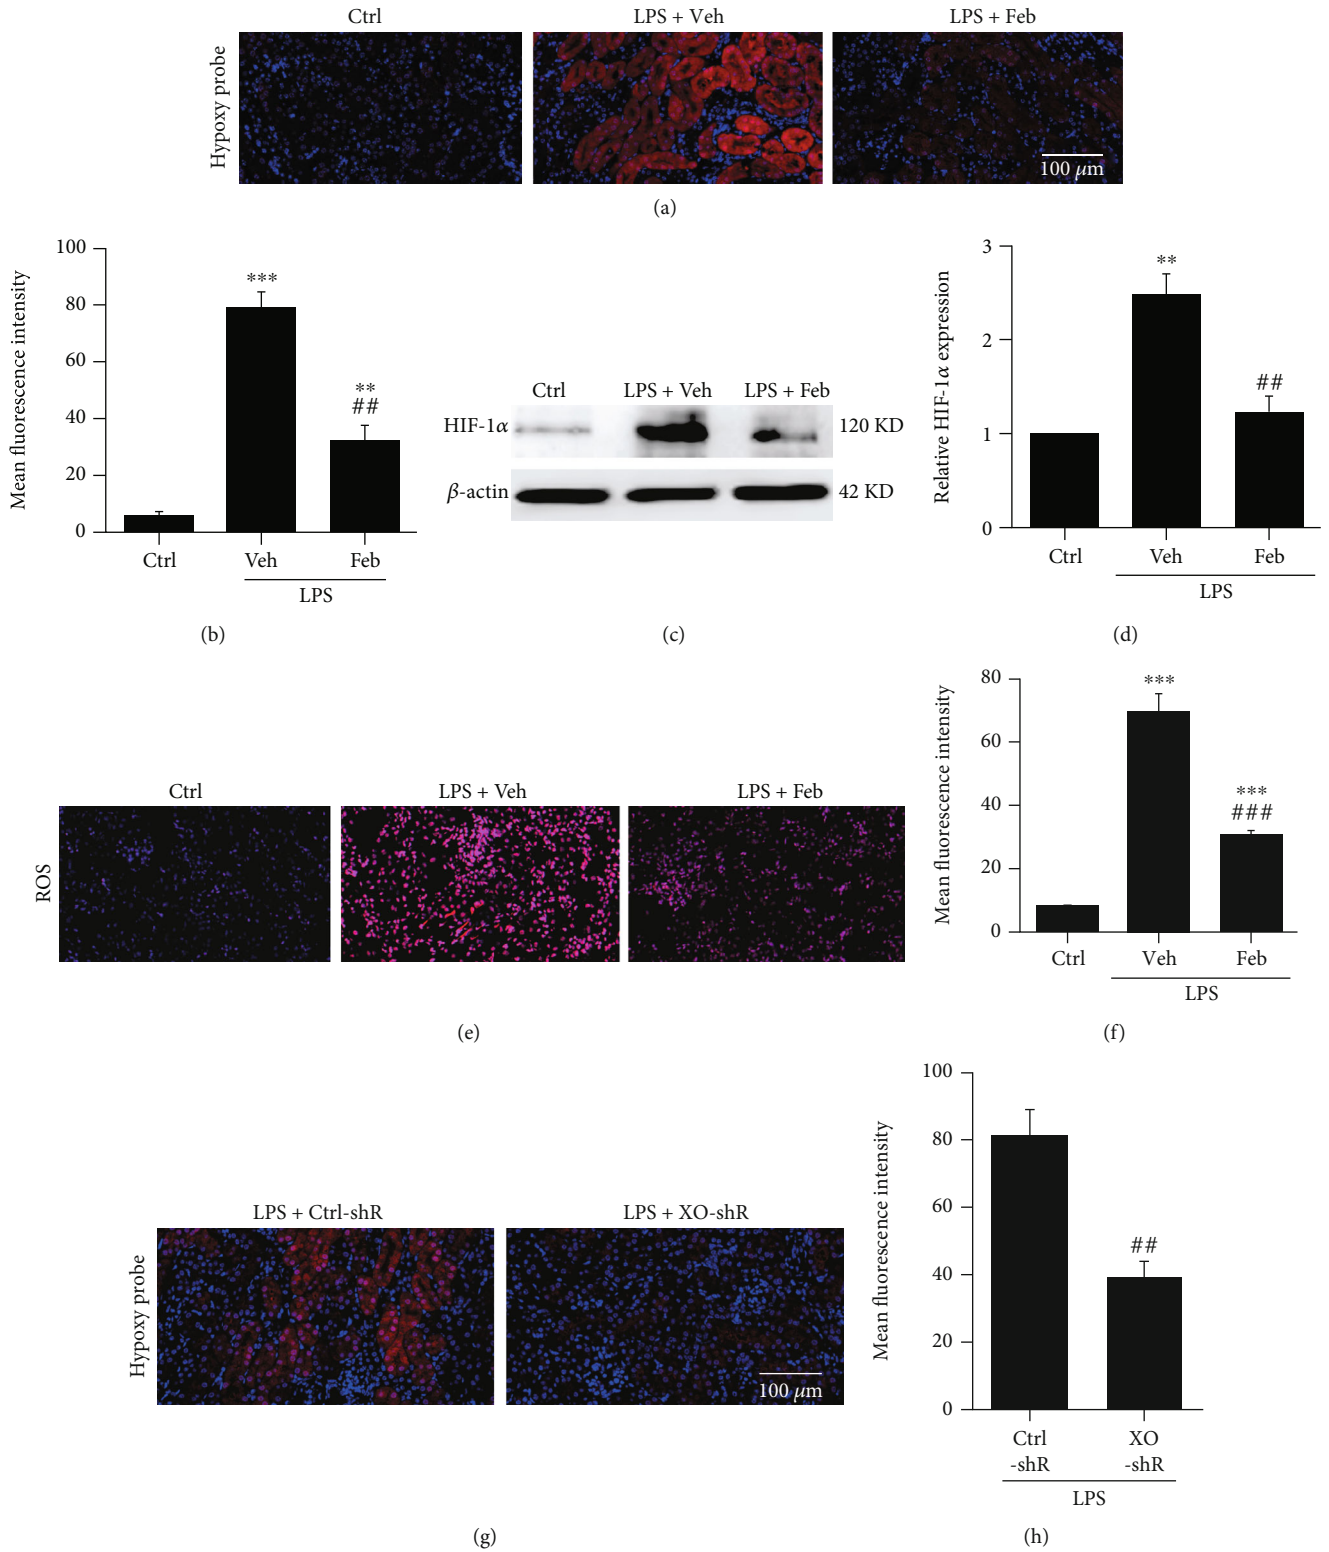 Ctrl LPS + Veh LPS + Feb
Hypoxy probe
100 μm
(a)
Mean fluorescence intensity
100
80
60
40
20
0
***
**
##
Ctrl Veh Feb
LPS
(b)
Ctrl LPS + Veh LPS + Feb
HIF-1α 120 KD
β-actin 42 KD
(c)
Relative HIF-1α expression
3
2
1
0
**
##
Ctrl Veh Feb
LPS
(d)
Ctrl LPS + Veh LPS + Feb
ROS
(e)
Mean fluorescence intensity
80
60
40
20
0
***
***
###
Ctrl Veh Feb
LPS
(f)
LPS + Ctrl-shR LPS + XO-shR
Hypoxy probe
100 μm
(g)
Mean fluorescence intensity
100
80
60
40
20
0
##
Ctrl XO
-shR -shR
LPS
(h)